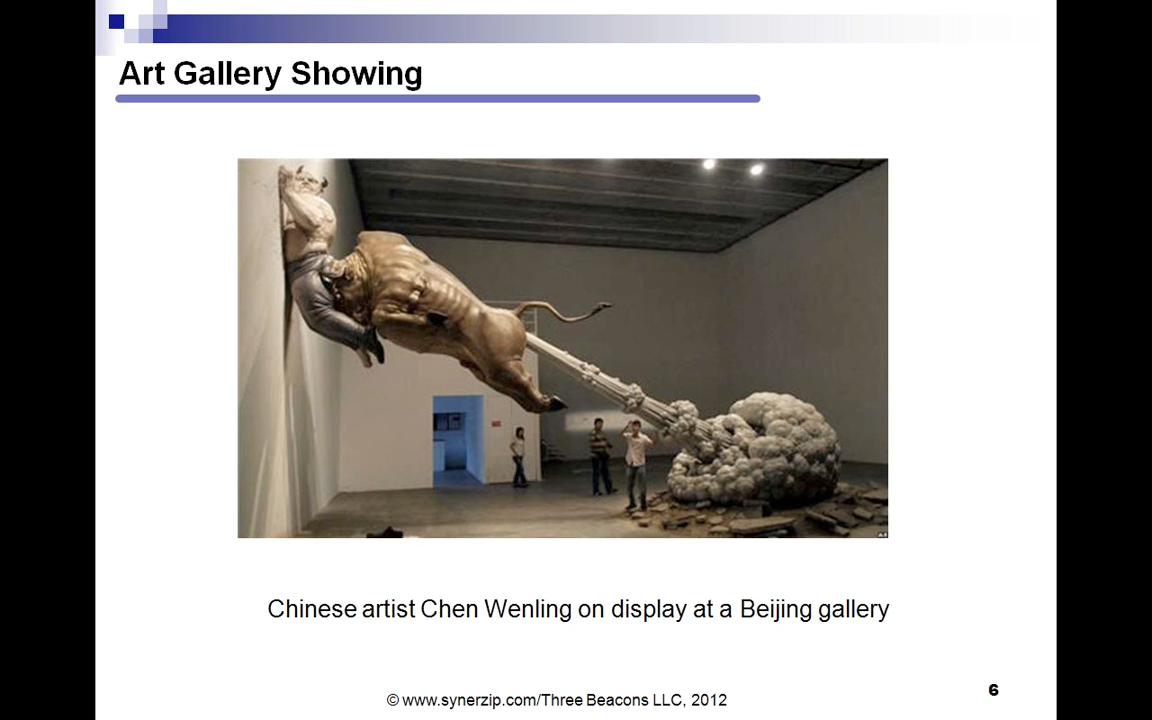 Art Gallery Showing
Chinese artist Chen Wenling on display at a Beijing gallery
© www.synerzip.com/Three Beacons LLC, 2012
6